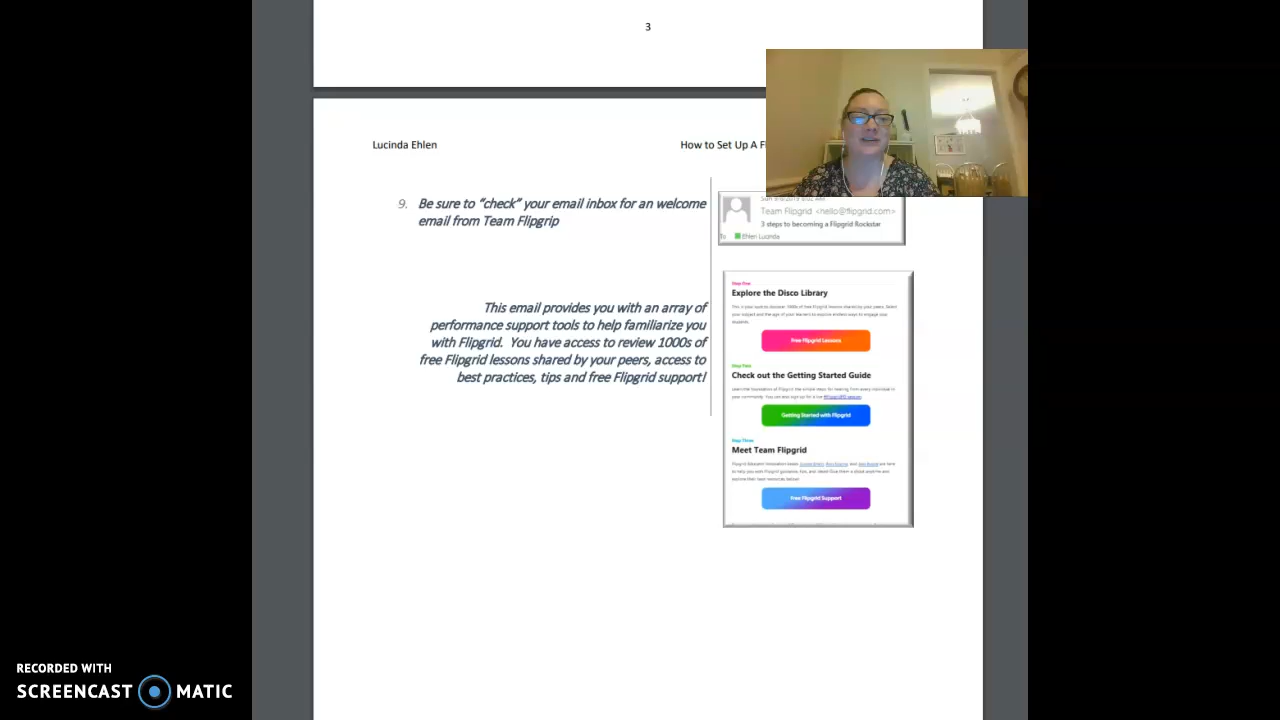 3
Lucinda Ehlen
How to Set Up A
9. Be sure to “check” your email inbox for an welcome
email from Team Flipgrip
Team Flipgrid <hello@flipgrid.com>
3 steps to becoming a Flipgrid Rockstar
To Ehlen Lucinda
This email provides you with an array of
performance support tools to help familiarize you
with Flipgrid. You have access to review 1000s of
free Flipgrid lessons shared by your peers, access to
best practices, tips and free Flipgrid support!
Explore the Disco Library
Free Flipgrid Lessons
Check out the Getting Started Guide
Getting Started with Flipgrid
Step Three
Meet Team Flipgrid
Free Flipgrid Support
RECORDED WITH
SCREENCAST MATIC